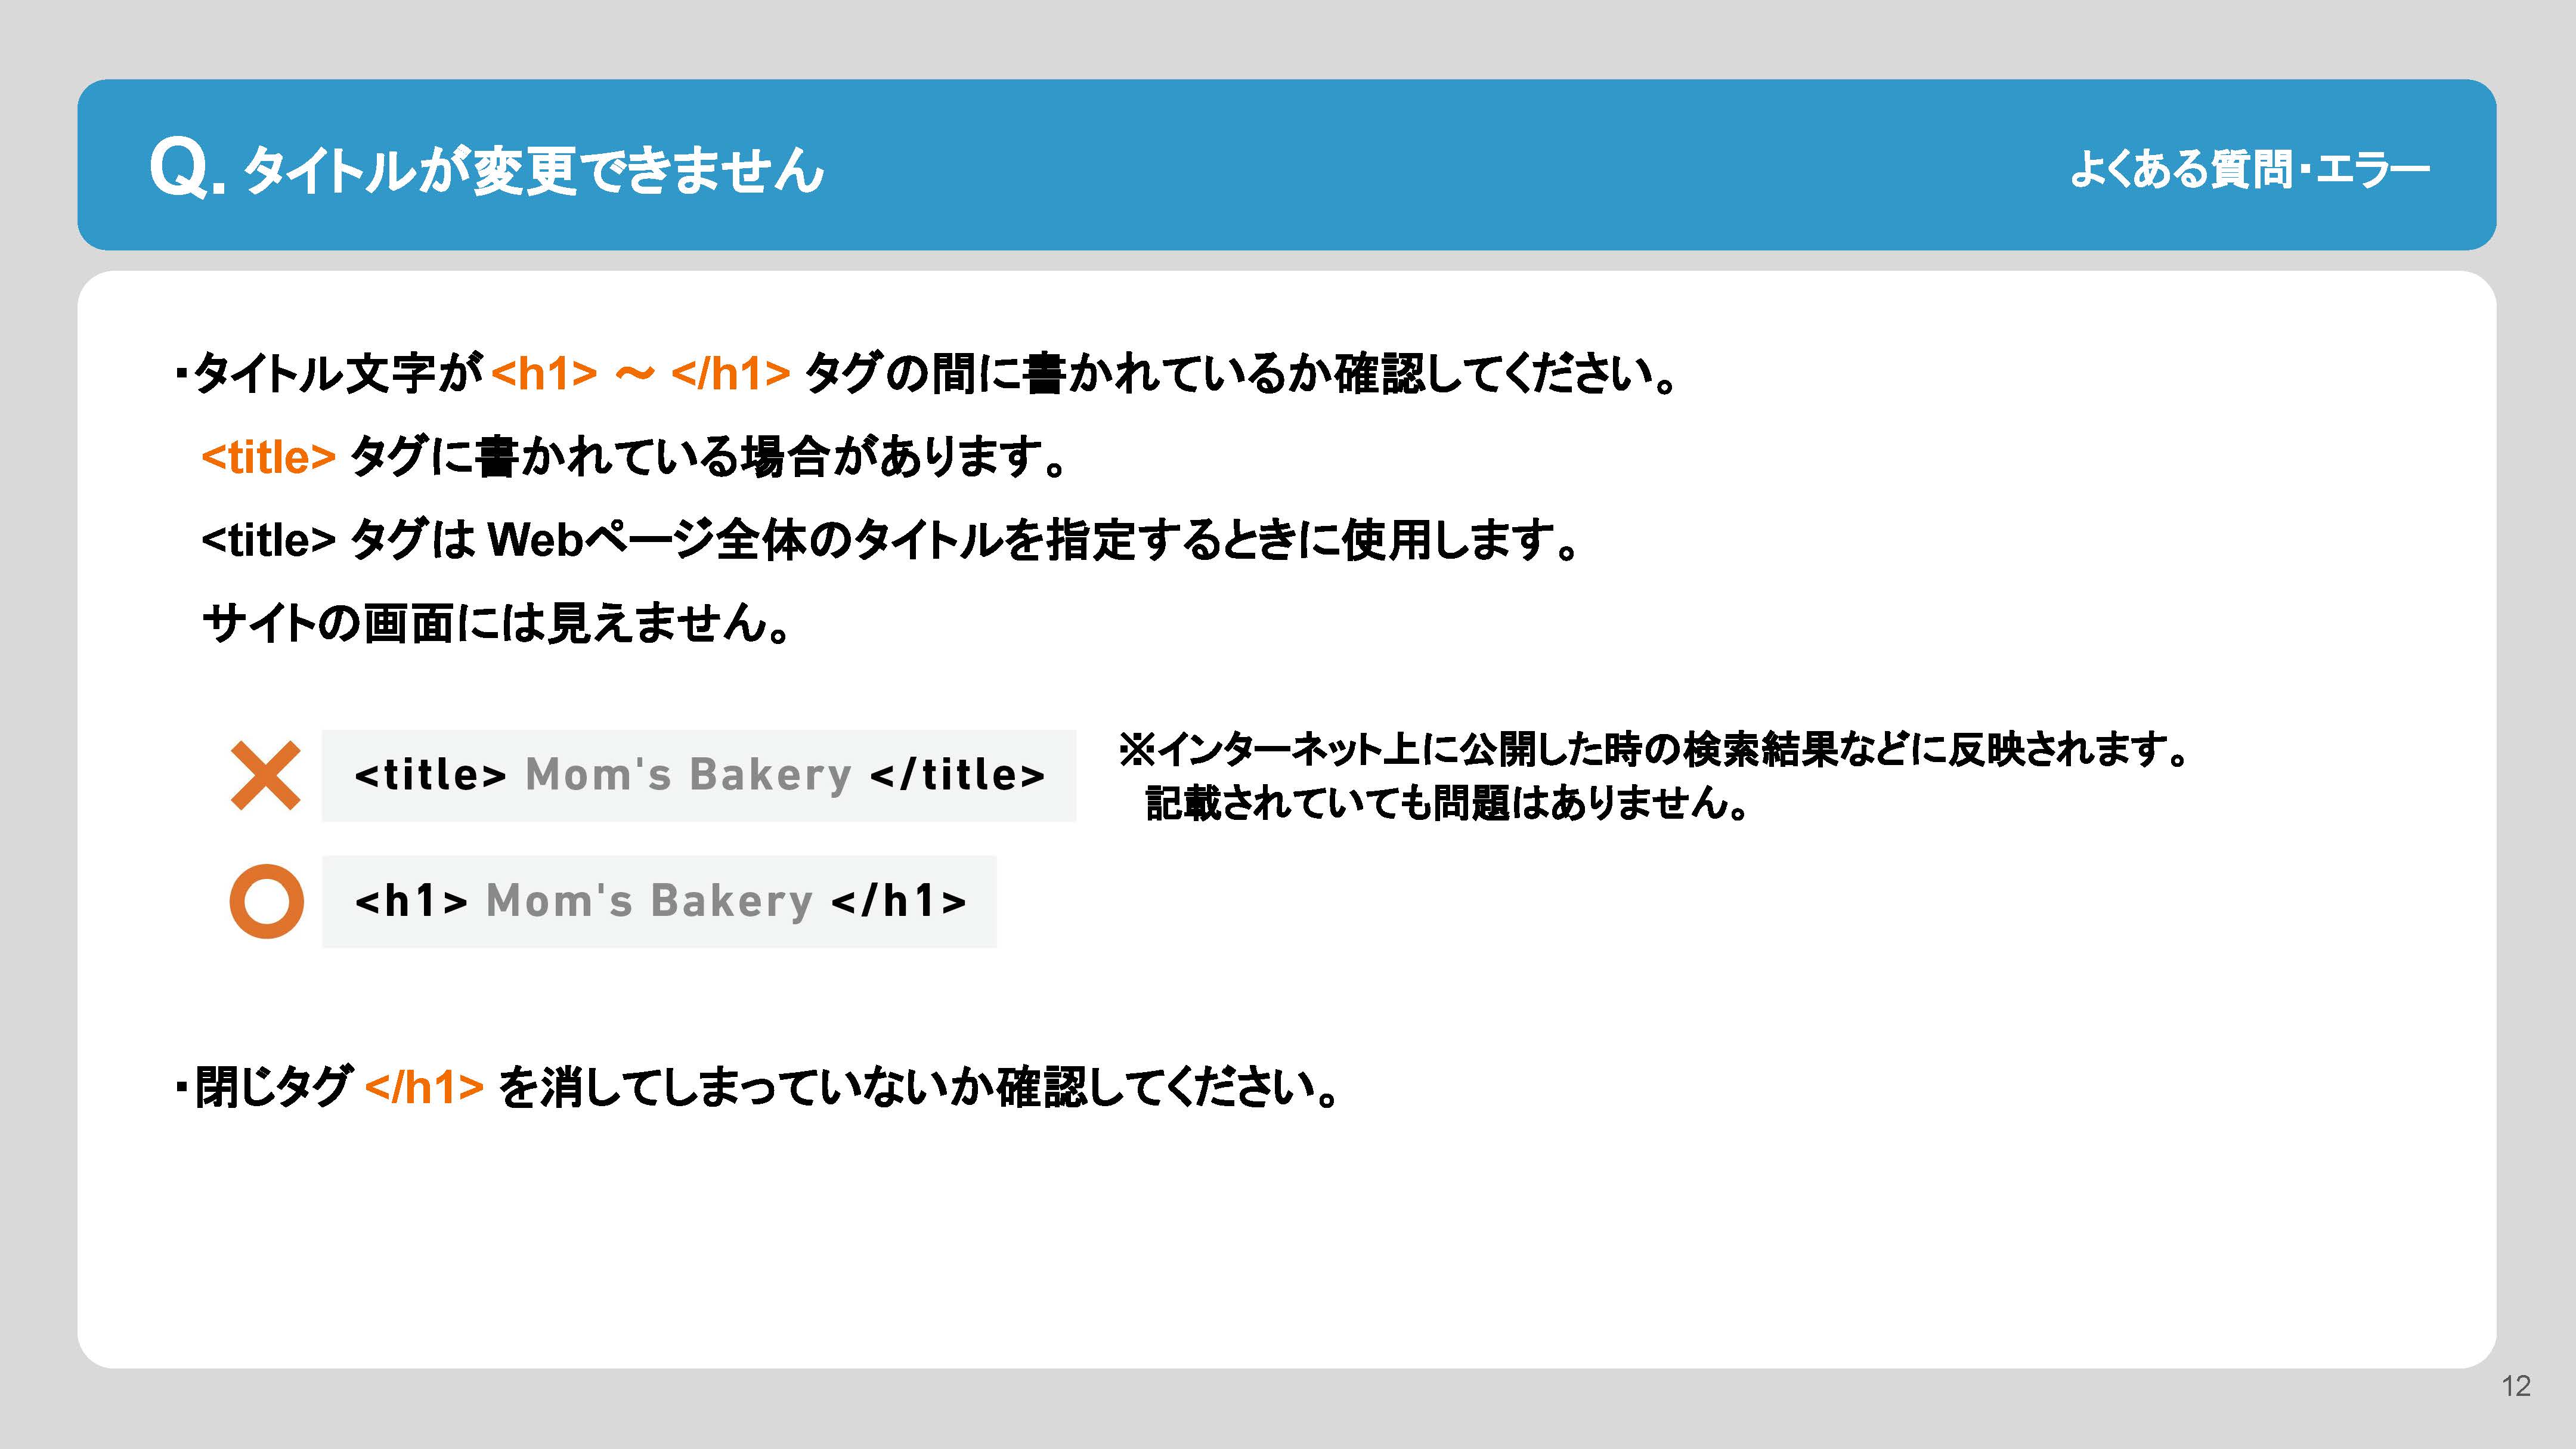 Q. タイトルが変更できません
よくある質問・エラー
・タイトル文字が <h1> ～ </h1> タグの間に書かれているか確認してください。
<title> タグに書かれている場合があります。
<title> タグは Webページ全体のタイトルを指定するときに使用します。
サイトの画面には見えません。
<title> Mom's Bakery </title>
※インターネット上に公開した時の検索結果などに反映されます。
記載されていても問題はありません。
<h1> Mom's Bakery </h1>
・閉じタグ </h1> を消してしまっていないか確認してください。
12